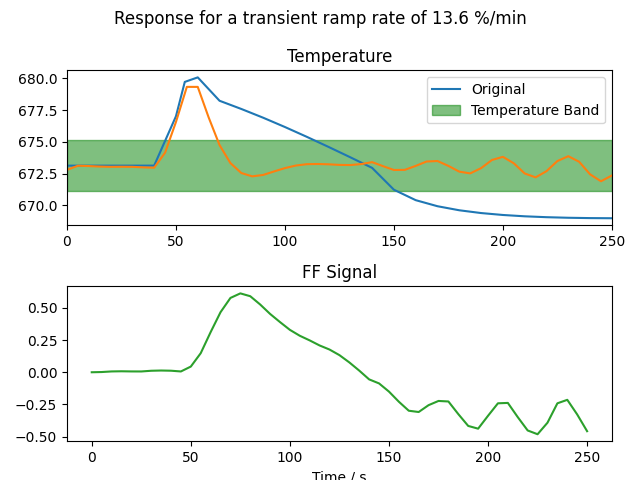 Response for a transient ramp rate of 13.6 %/min
Temperature
680.0
677.5
675.0
672.5
670.0
Original
Temperature Band
0 50 100 150 200 250
FF Signal
0.50
0.25
0.00
−0.25
−0.50
0 50 100 150 200 250
Time / s